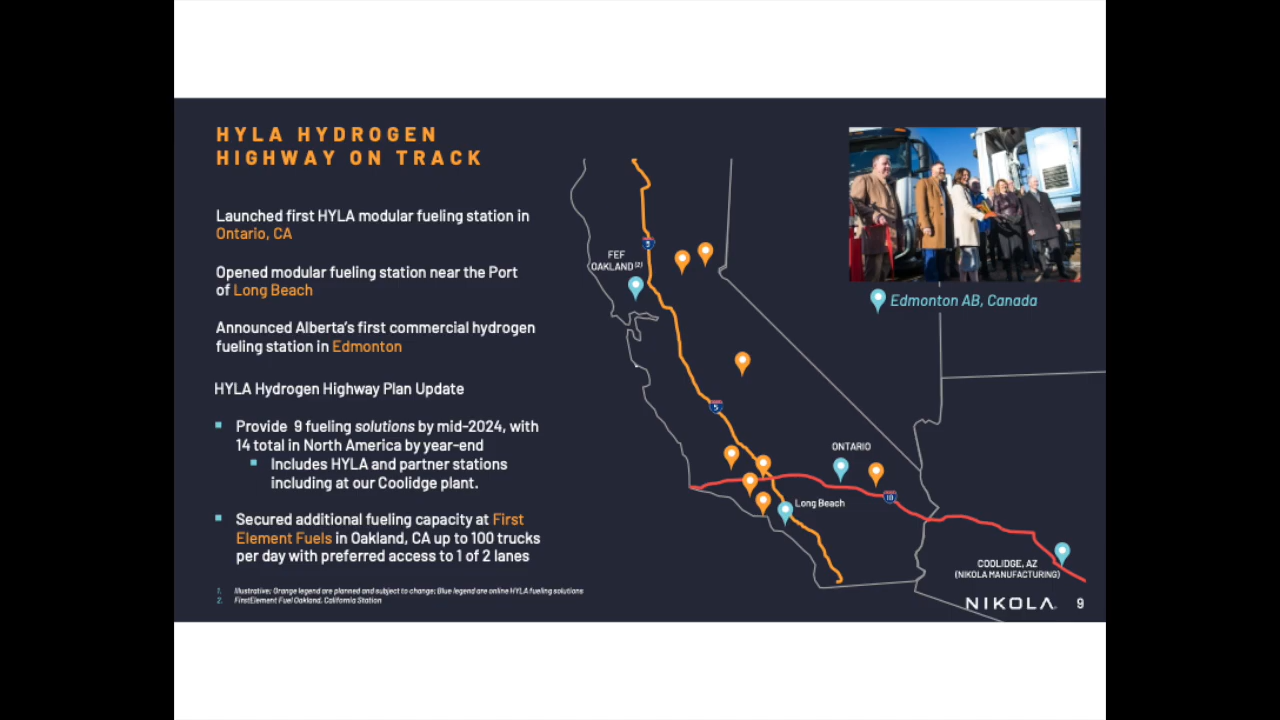 HYLA HYDROGEN
HIGHWAY ON TRACK
Launched first HYLA modular fueling station in
Ontario, CA
Opened modular fueling station near the Port
of Long Beach
Announced Alberta's first commercial hydrogen
fueling station in Edmonton
HYLA Hydrogen Highway Plan Update
Provide 9 fueling solutions by mid-2024, with
14 total in North America by year-end
Includes HYLA and partner stations
including at our Coolidge plant.
Secured additional fueling capacity at First
Element Fuels in Oakland, CA up to 100 trucks
per day with preferred access to 1 of 2 lanes
1. Illustrative; Orange legend are planned and subject to change; Blue legend are online HYLA fueling solutions
2. FirstElement Fuel Oakland, California Station
5
FEF
OAKLAND (2)
5
ONTARIO
10
Long Beach
COOLIDGE, AZ
(NIKOLA MANUFACTURING)
Edmonton AB, Canada
NIKOLA
9